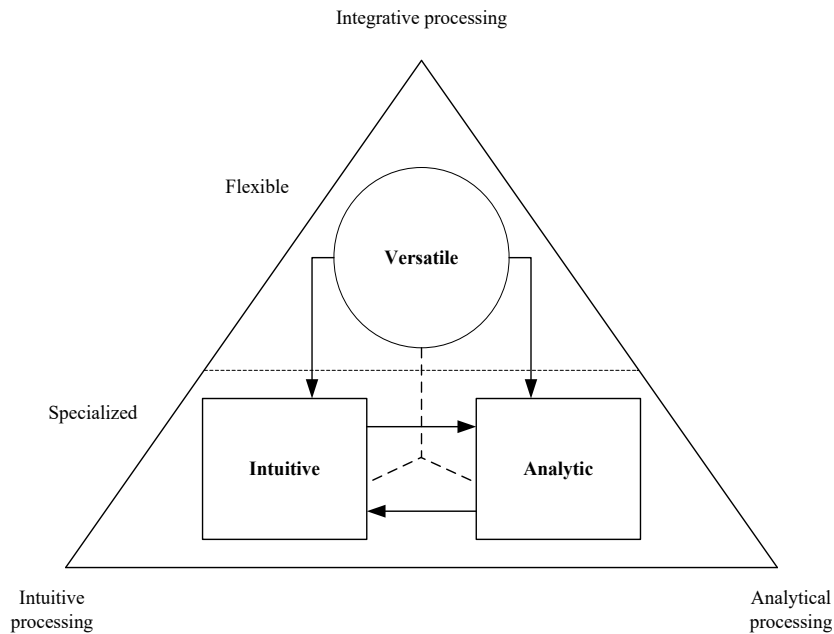 Integrative processing
Flexible
Versatile
Specialized
Intuitive
Analytic
Intuitive
processing
Analytical
processing